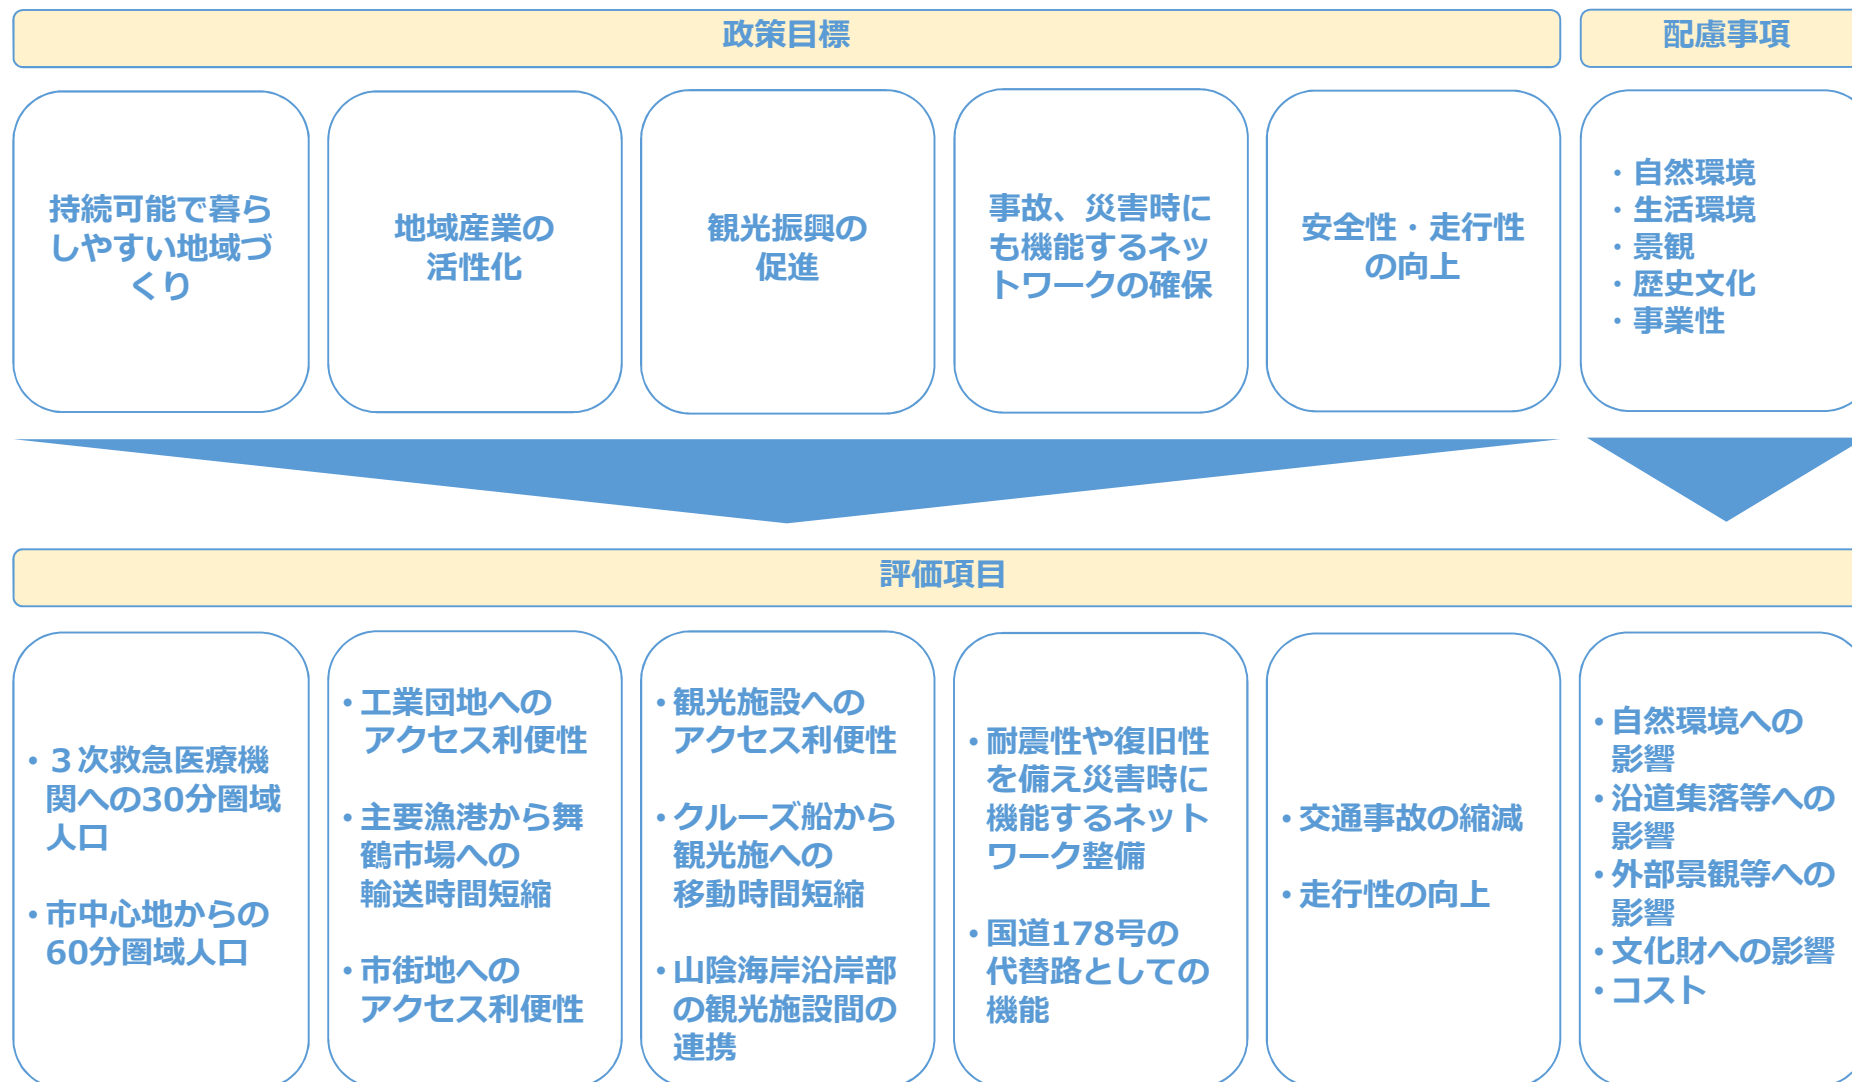 政策目標
配慮事項
持続可能で暮ら
しやすい地域づ
くり
地域産業の
活性化
観光振興の
促進
事故、災害時に
も機能するネッ
トワークの確保
安全性・走行性
の向上
・自然環境
・生活環境
・景観
・歴史文化
・事業性
評価項目
・３次救急医療機
関への30分圏域
人口
・市中心地からの
60分圏域人口
・工業団地への
アクセス利便性
・主要漁港から舞
鶴市場への
輸送時間短縮
・市街地への
アクセス利便性
・観光施設への
アクセス利便性
・クルーズ船から
観光施への
移動時間短縮
・山陰海岸沿岸部
の観光施設間の
連携
・耐震性や復旧性
を備え災害時に
機能するネット
ワーク整備
・国道178号の
代替路としての
機能
・交通事故の縮減
・走行性の向上
・自然環境への
影響
・沿道集落等への
影響
・外部景観等への
影響
・文化財への影響
・コスト